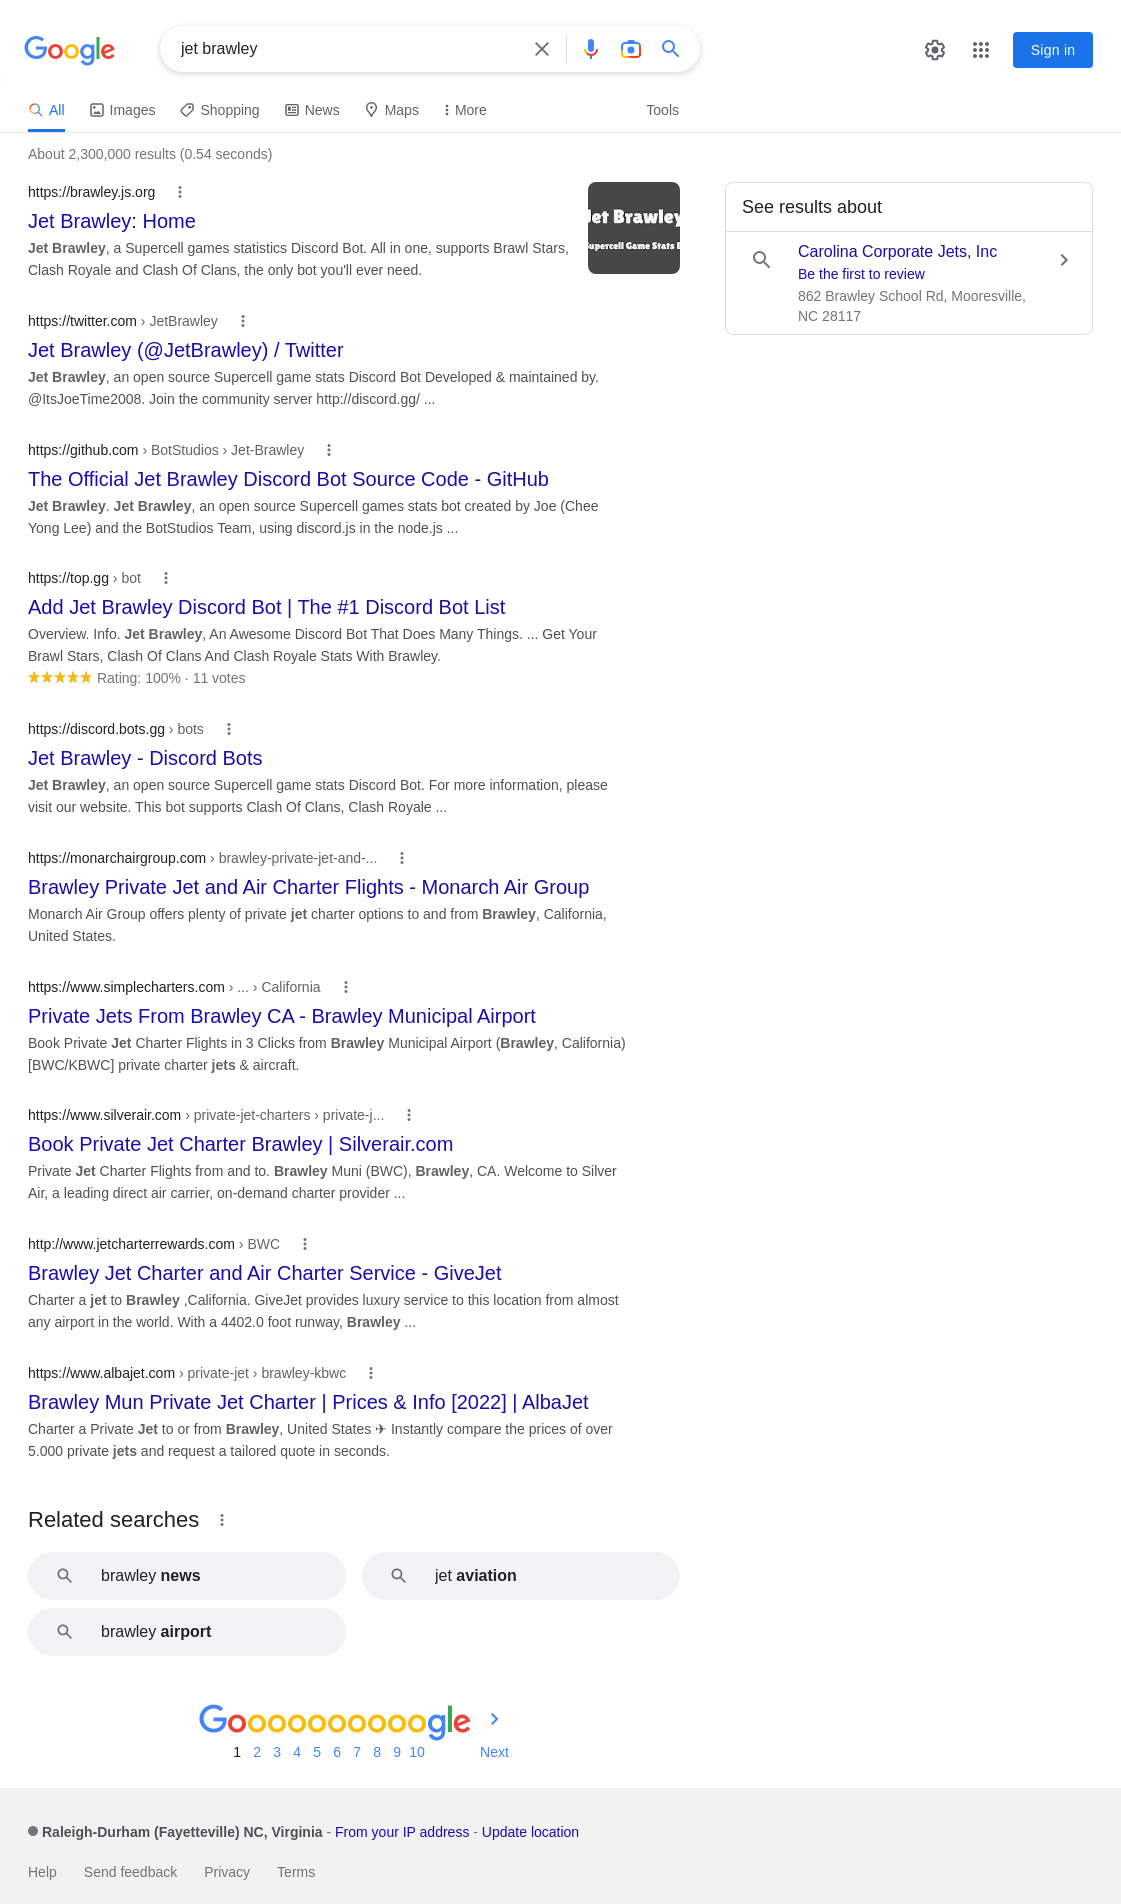 Google
jet brawley
Sign in
All
Images
Shopping
News
Maps
More
Tools
About 2,300,000 results (0.54 seconds)
https://brawley.js.org
Jet Brawley: Home
Jet Brawley, a Supercell games statistics Discord Bot. All in one, supports Brawl Stars,
Clash Royale and Clash Of Clans, the only bot you'll ever need.
Jet Brawley
Supercell Game Stats B
See results about
Carolina Corporate Jets, Inc
Be the first to review
862 Brawley School Rd, Mooresville,
NC 28117
https://twitter.com › JetBrawley
Jet Brawley (@JetBrawley) / Twitter
Jet Brawley, an open source Supercell game stats Discord Bot Developed & maintained by.
@ItsJoeTime2008. Join the community server http://discord.gg/ ...
https://github.com › BotStudios › Jet-Brawley
The Official Jet Brawley Discord Bot Source Code - GitHub
Jet Brawley. Jet Brawley, an open source Supercell games stats bot created by Joe (Chee
Yong Lee) and the BotStudios Team, using discord.js in the node.js ...
https://top.gg › bot
Add Jet Brawley Discord Bot | The #1 Discord Bot List
Overview. Info. Jet Brawley, An Awesome Discord Bot That Does Many Things. ... Get Your
Brawl Stars, Clash Of Clans And Clash Royale Stats With Brawley.
Rating: 100% · 11 votes
https://discord.bots.gg › bots
Jet Brawley - Discord Bots
Jet Brawley, an open source Supercell game stats Discord Bot. For more information, please
visit our website. This bot supports Clash Of Clans, Clash Royale ...
https://monarchairgroup.com › brawley-private-jet-and-...
Brawley Private Jet and Air Charter Flights - Monarch Air Group
Monarch Air Group offers plenty of private jet charter options to and from Brawley, California,
United States.
https://www.simplecharters.com › ... › California
Private Jets From Brawley CA - Brawley Municipal Airport
Book Private Jet Charter Flights in 3 Clicks from Brawley Municipal Airport (Brawley, California)
[BWC/KBWC] private charter jets & aircraft.
https://www.silverair.com › private-jet-charters › private-j...
Book Private Jet Charter Brawley | Silverair.com
Private Jet Charter Flights from and to. Brawley Muni (BWC), Brawley, CA. Welcome to Silver
Air, a leading direct air carrier, on-demand charter provider ...
http://www.jetcharterrewards.com › BWC
Brawley Jet Charter and Air Charter Service - GiveJet
Charter a jet to Brawley ,California. GiveJet provides luxury service to this location from almost
any airport in the world. With a 4402.0 foot runway, Brawley ...
https://www.albajet.com › private-jet › brawley-kbwc
Brawley Mun Private Jet Charter | Prices & Info [2022] | AlbaJet
Charter a Private Jet to or from Brawley, United States ✈ Instantly compare the prices of over
5.000 private jets and request a tailored quote in seconds.
Related searches
brawley news
jet aviation
brawley airport
Goooooooooogle
1 2 3 4 5 6 7 8 9 10 Next
Raleigh-Durham (Fayetteville) NC, Virginia - From your IP address - Update location
Help Send feedback Privacy Terms